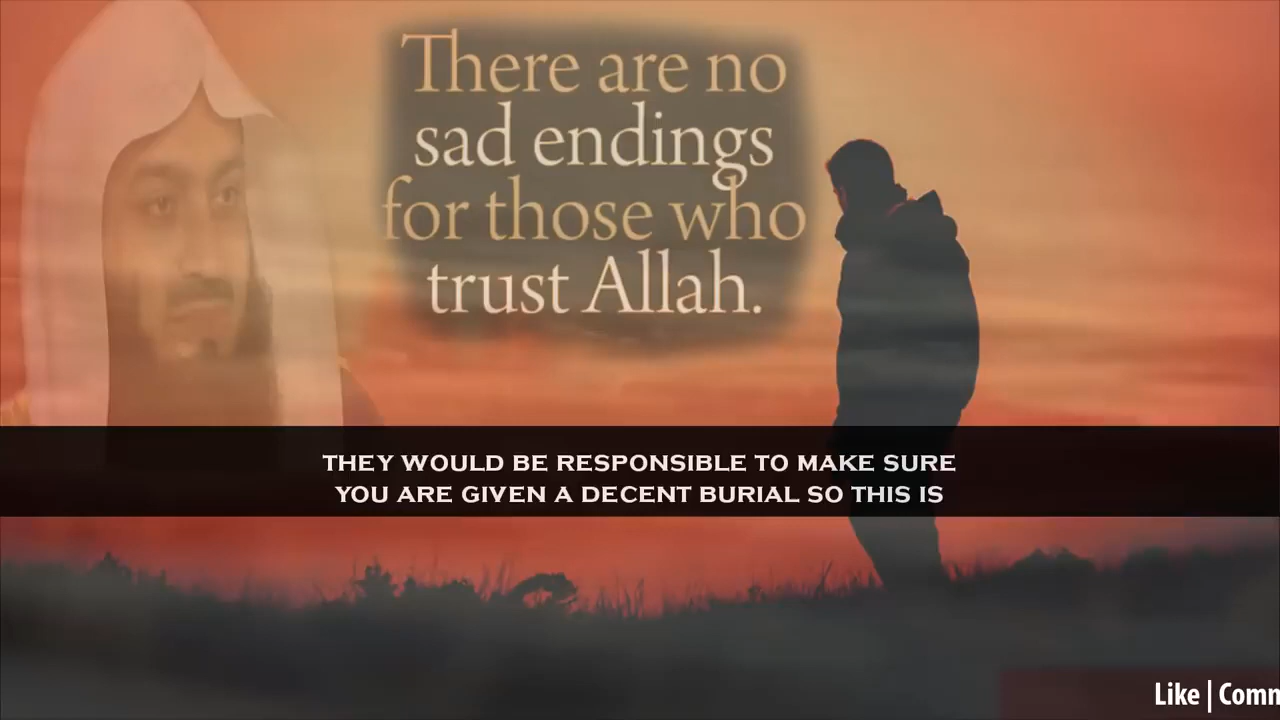 There are no
sad endings
for those who
trust Allah.
THEY WOULD BE RESPONSIBLE TO MAKE SURE
YOU ARE GIVEN A DECENT BURIAL SO THIS IS
Like | Comm